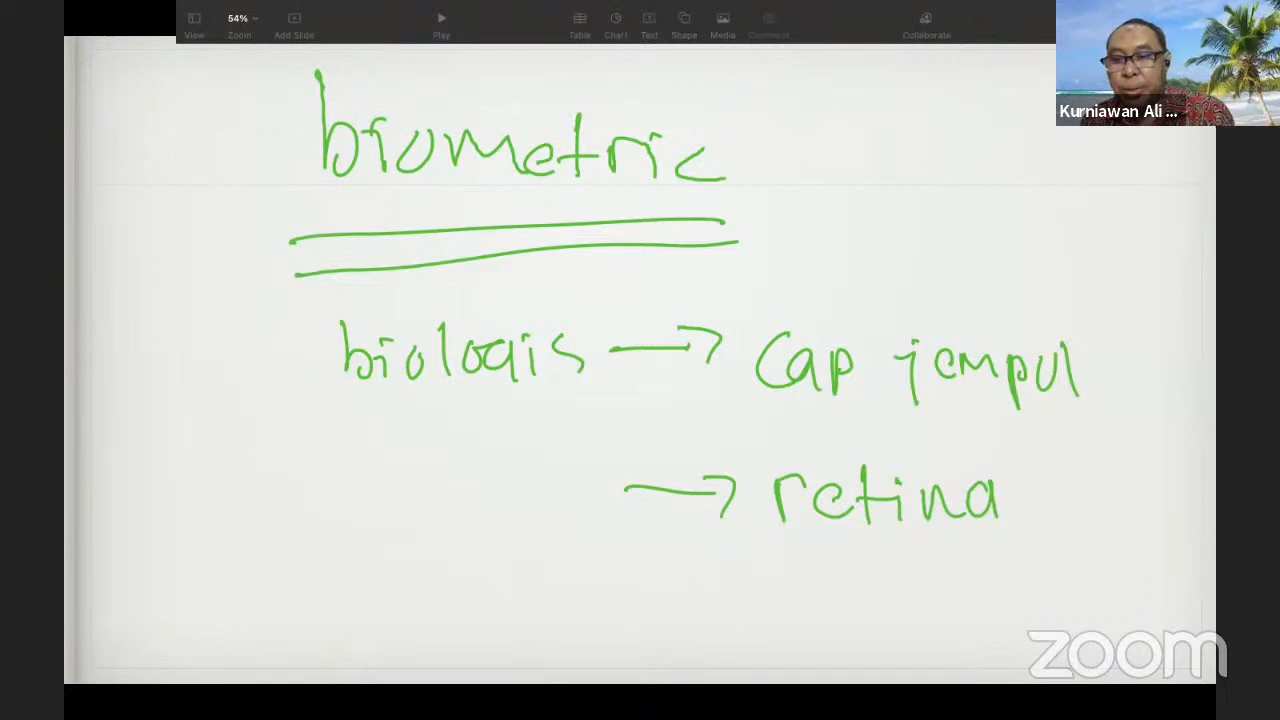 54%
View Zoom Add Slide Play Table Chart Text Shape Media Comment Collaborate
Kurniawan Ali ...
biometric
biologis → Cap jempol
→ retina
zoom